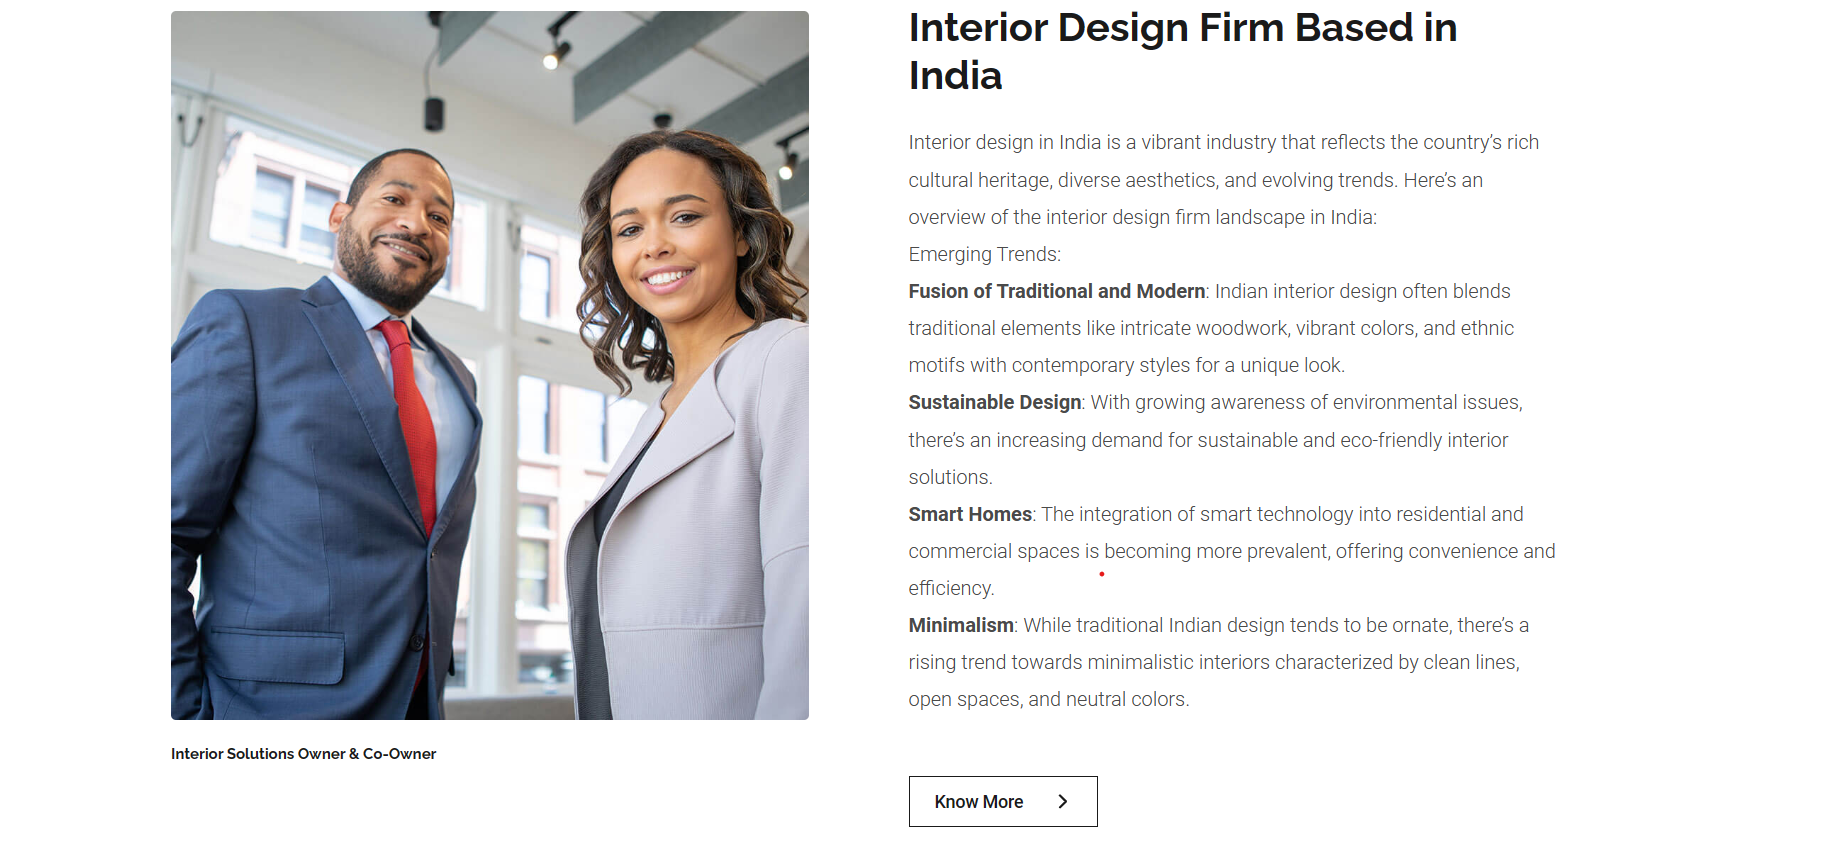 Interior Design Firm Based in
India
Interior design in India is a vibrant industry that reflects the country’s rich
cultural heritage, diverse aesthetics, and evolving trends. Here’s an
overview of the interior design firm landscape in India:
Emerging Trends:
Fusion of Traditional and Modern: Indian interior design often blends
traditional elements like intricate woodwork, vibrant colors, and ethnic
motifs with contemporary styles for a unique look.
Sustainable Design: With growing awareness of environmental issues,
there’s an increasing demand for sustainable and eco-friendly interior
solutions.
Smart Homes: The integration of smart technology into residential and
commercial spaces is becoming more prevalent, offering convenience and
efficiency.
Minimalism: While traditional Indian design tends to be ornate, there’s a
rising trend towards minimalistic interiors characterized by clean lines,
open spaces, and neutral colors.
Interior Solutions Owner & Co-Owner
Know More